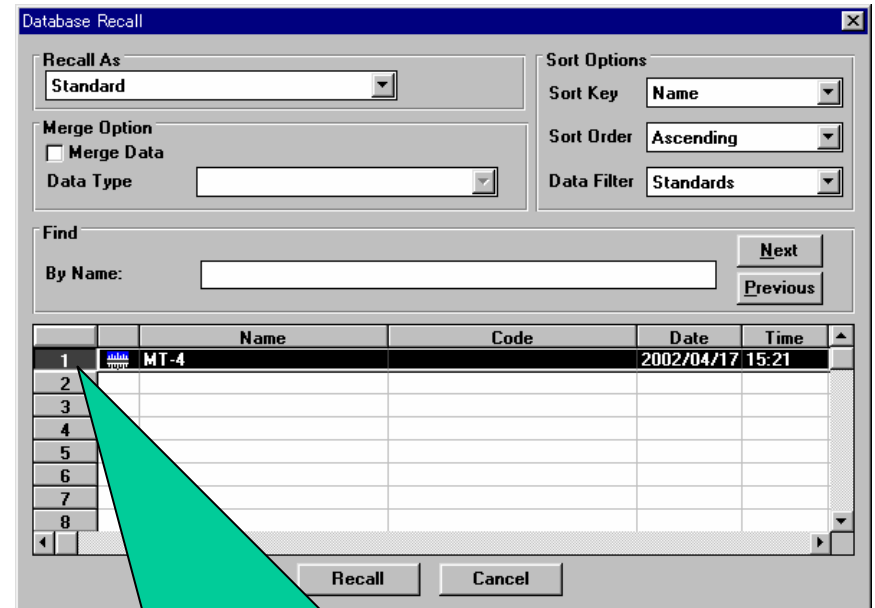 Database Recall
Recall As
Standard
Merge Option
Merge Data
Data Type
Sort Options
Sort Key Name
Sort Order Ascending
Data Filter Standards
Find
By Name:
Next
Previous
Name Code Date Time
1 MT-4 2002/04/17 15:21
2
3
4
5
6
7
8
Recall Cancel